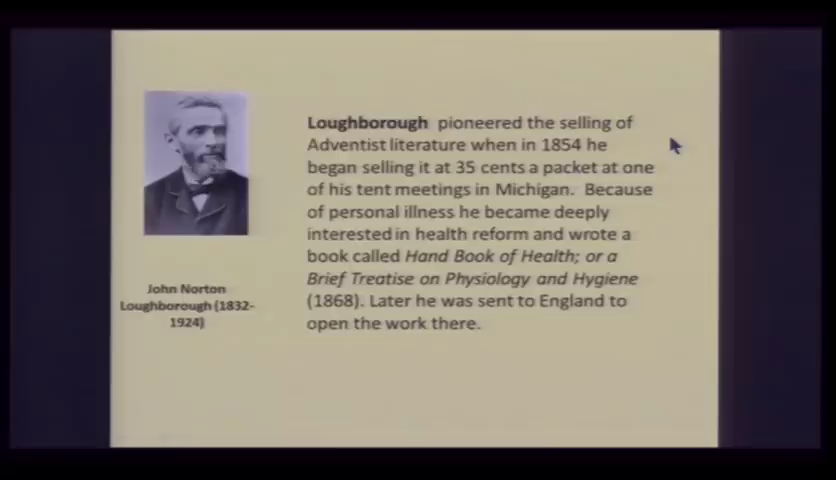 Loughborough pioneered the selling of
Adventist literature when in 1854 he
began selling it at 35 cents a packet at one
of his tent meetings in Michigan. Because
of personal illness he became deeply
interested in health reform and wrote a
book called Hand Book of Health; or a
Brief Treatise on Physiology and Hygiene
(1868). Later he was sent to England to
open the work there.
John Norton
Loughborough (1832-
1924)